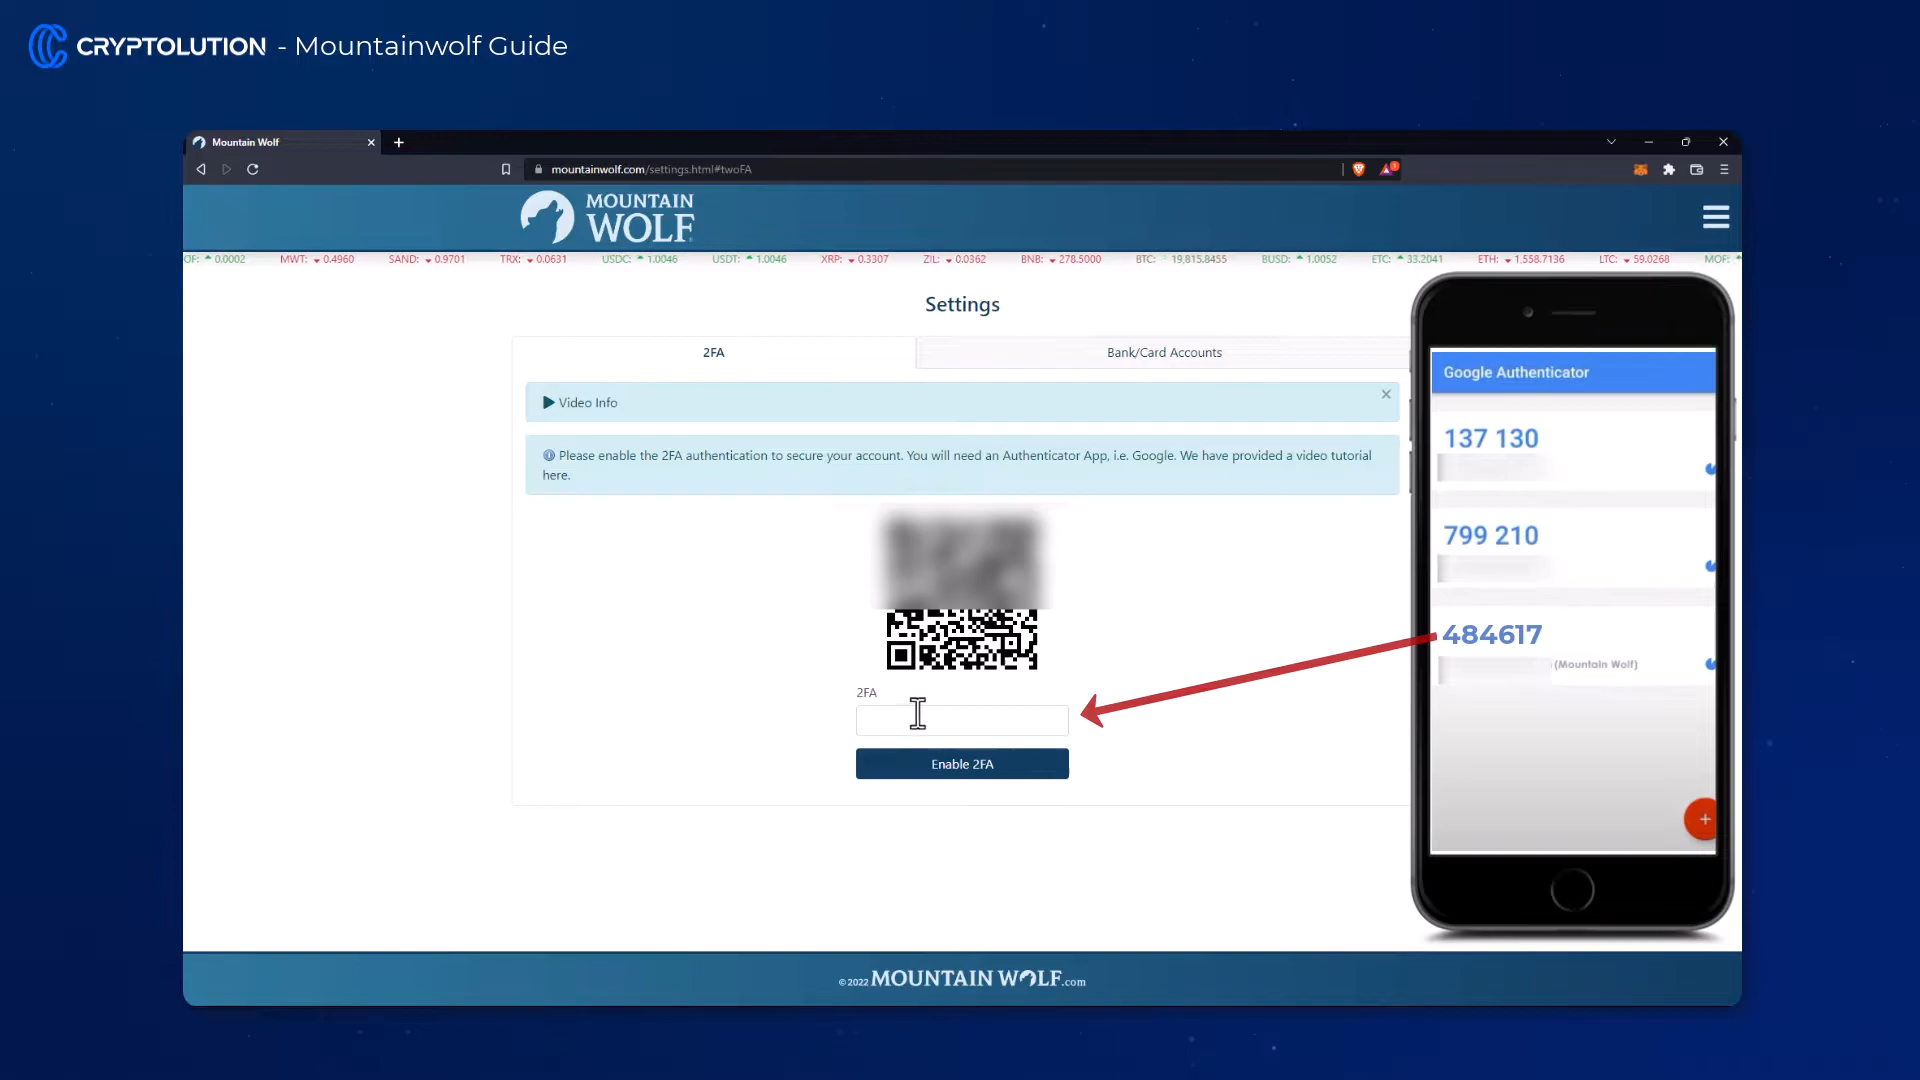 CRYPTOLUTION - Mountainwolf Guide
Mountain Wolf
mountainwolf.com/settings.html#twoFA
MOUNTAIN
WOLF
OF: 0.0002 MWT: 0.4960 SAND: 0.9701 TRX: 0.0631 USDC: 1.0046 USDT: 1.0046 XRP: 0.3307 ZIL: 0.0362 BNB: 278.5000 BTC: 19,815.8455 BUSD: 1.0052 ETC: 33.2041 ETH: 1,558.7136 LTC: 59.0268 MOF:
Settings
2FA
Bank/Card Accounts
Video Info
Please enable the 2FA authentication to secure your account. You will need an Authenticator App, i.e. Google. We have provided a video tutorial
here.
2FA
Enable 2FA
Google Authenticator
137 130
799 210
484617
(Mountain Wolf)
©2022 MOUNTAIN WOLF.com